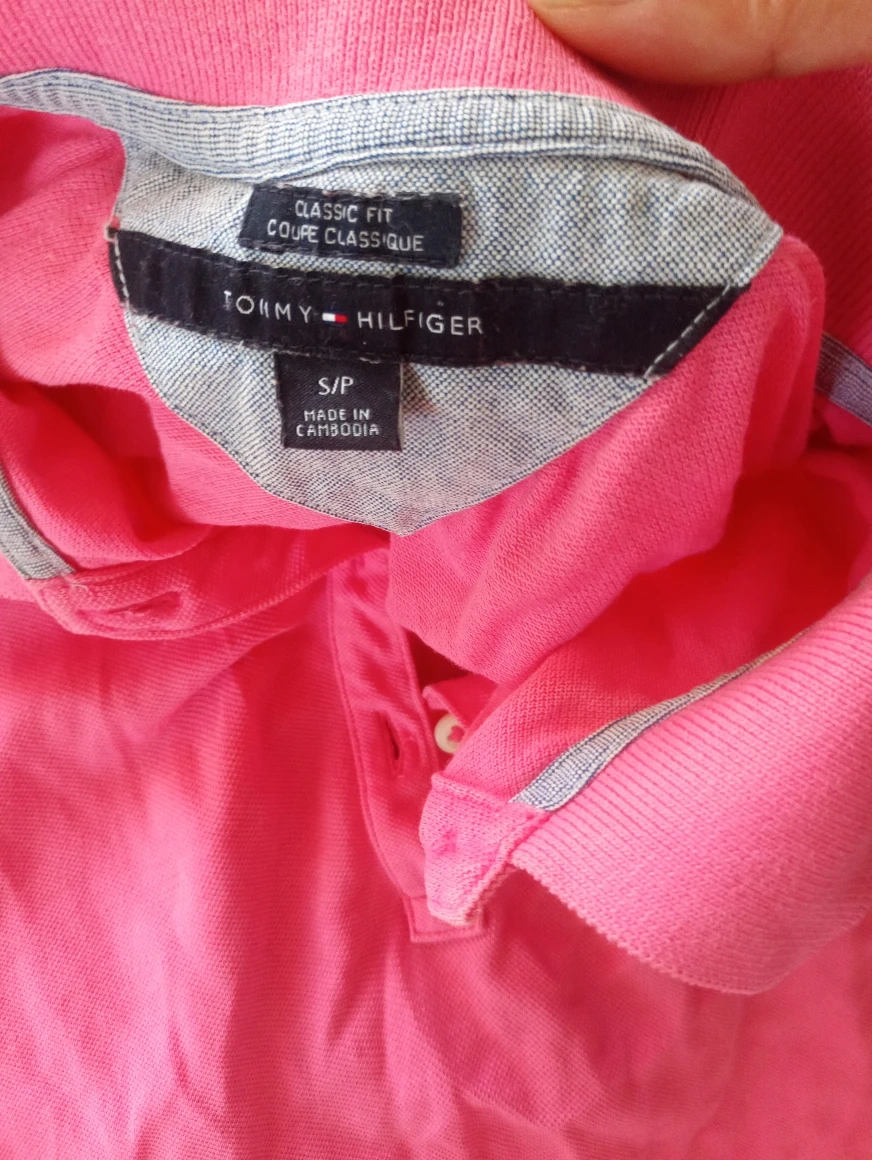 CLASSIC FIT
COUPE CLASSIQUE
TOMMY HILFIGER
S/P
MADE IN
CAMBODIA